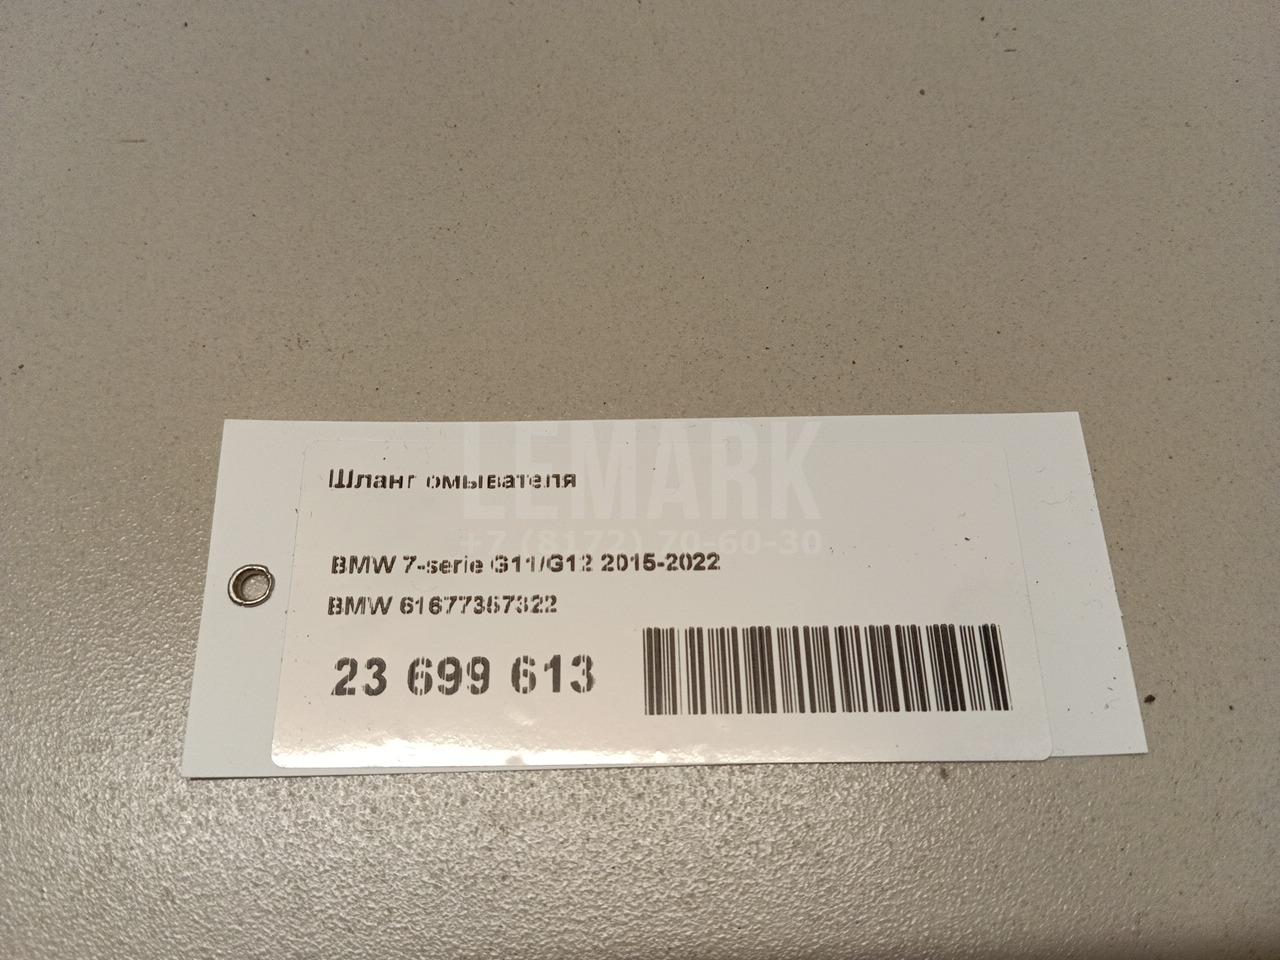 LEMARK
+7 (8172) 70-60-30
Шланг омывателя
BMW 7-serie G11/G12 2015-2022
BMW 61677357322
23 699 613